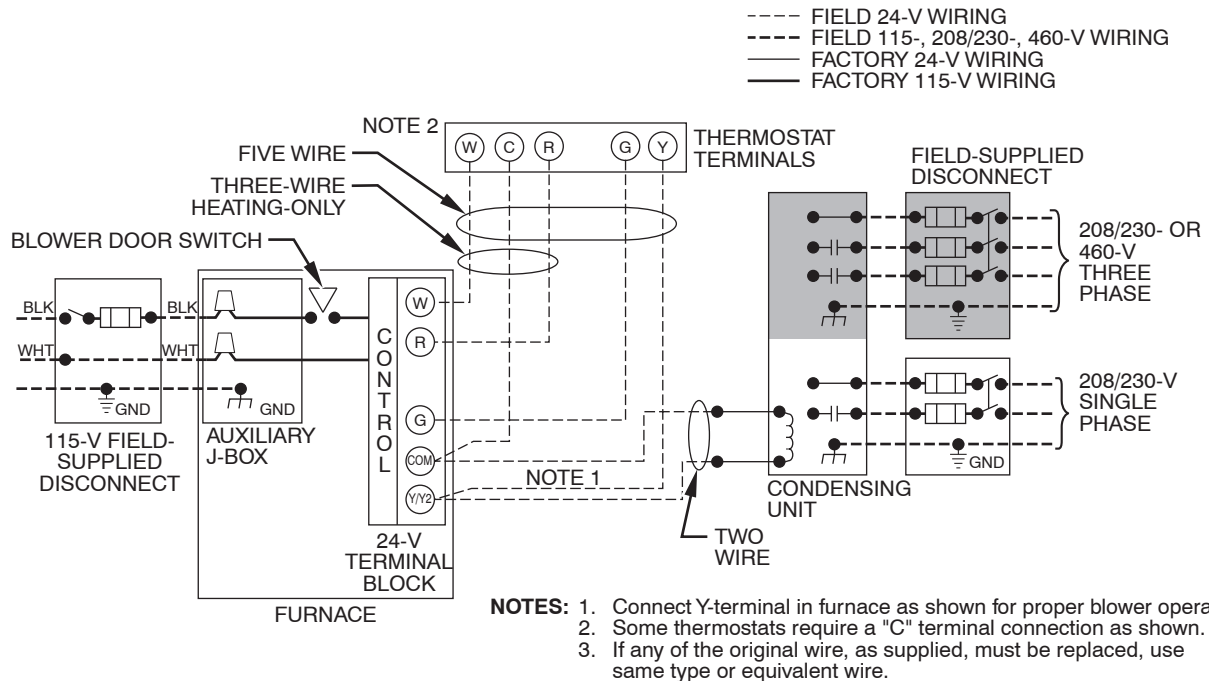 FIELD 24-V WIRING
FIELD 115-, 208/230-, 460-V WIRING
FACTORY 24-V WIRING
FACTORY 115-V WIRING
NOTE 2
W C R G Y
THERMOSTAT
TERMINALS
FIVE WIRE
THREE-WIRE
HEATING-ONLY
BLOWER DOOR SWITCH
FIELD-SUPPLIED
DISCONNECT
208/230- OR
460-V
THREE
PHASE
BLK
BLK
WHT
WHT
GND
GND
115-V FIELD-
SUPPLIED
DISCONNECT
AUXILIARY
J-BOX
CONTROL
W
R
G
COM
Y/Y2
24-V
TERMINAL
BLOCK
FURNACE
NOTE 1
TWO
WIRE
CONDENSING
UNIT
GND
208/230-V
SINGLE
PHASE
NOTES: 1. Connect Y-terminal in furnace as shown for proper blower opera
2. Some thermostats require a "C" terminal connection as shown.
3. If any of the original wire, as supplied, must be replaced, use
same type or equivalent wire.